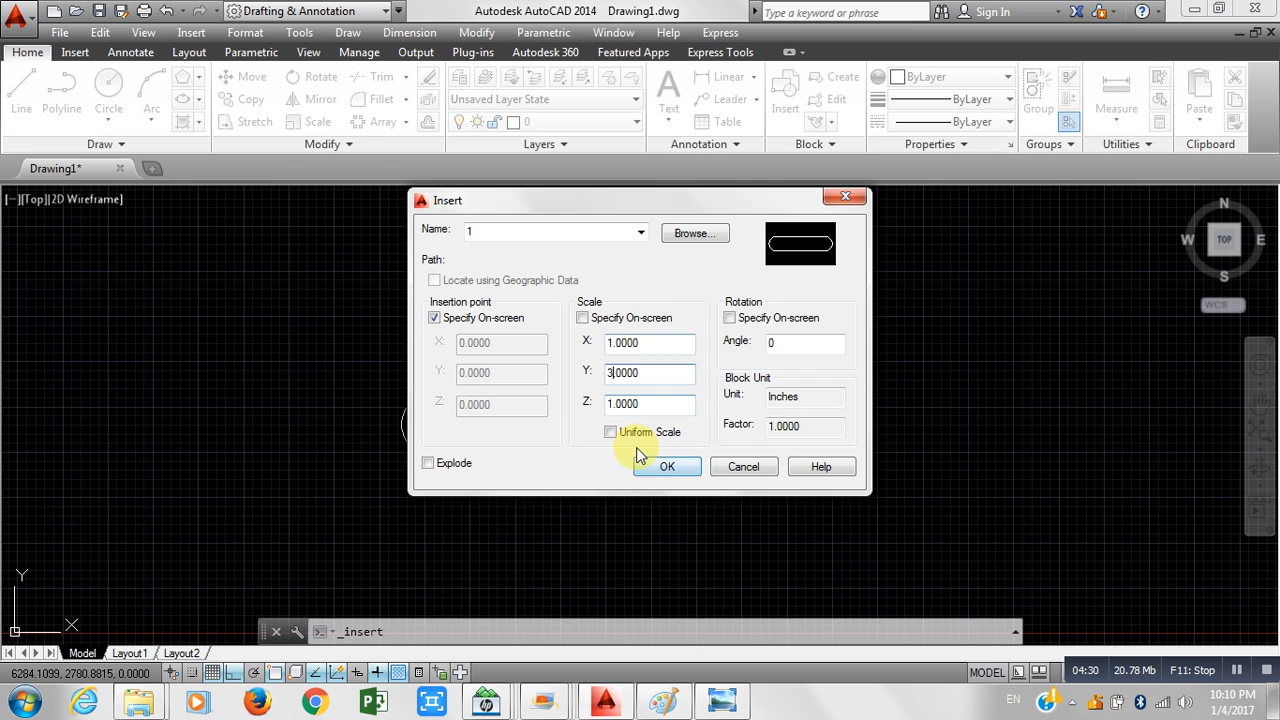 Drafting & Annotation
Autodesk AutoCAD 2014 Drawing1.dwg
Type a keyword or phrase
Sign In
File Edit View Insert Format Tools Draw Dimension Modify Parametric Window Help Express
Home Insert Annotate Layout Parametric View Manage Output Plug-ins Autodesk 360 Featured Apps Express Tools
Line Polyline Circle Arc
Move Rotate Trim
Copy Mirror Fillet
Stretch Scale Array
Unsaved Layer State
0
Text Linear
Leader
Table
Insert Create
Edit
ByLayer
ByLayer
ByLayer
Group
Measure
Paste
Draw Modify Layers Annotation Block Properties Groups Utilities Clipboard
Drawing1*
[−][Top][2D Wireframe]
Insert
Name: 1 Browse...
Path:
Locate using Geographic Data
Insertion point
Specify On-screen
X: 0.0000
Y: 0.0000
Z: 0.0000
Scale
Specify On-screen
X: 1.0000
Y: 3.0000
Z: 1.0000
Uniform Scale
Rotation
Specify On-screen
Angle: 0
Block Unit
Unit: Inches
Factor: 1.0000
Explode
OK Cancel Help
N
W TOP E
S
WCS
Y
X
_insert
Model Layout1 Layout2
6284.1099, 2780.8815, 0.0000
MODEL
04:30 20.78 Mb F11: Stop
EN
10:10 PM
1/4/2017